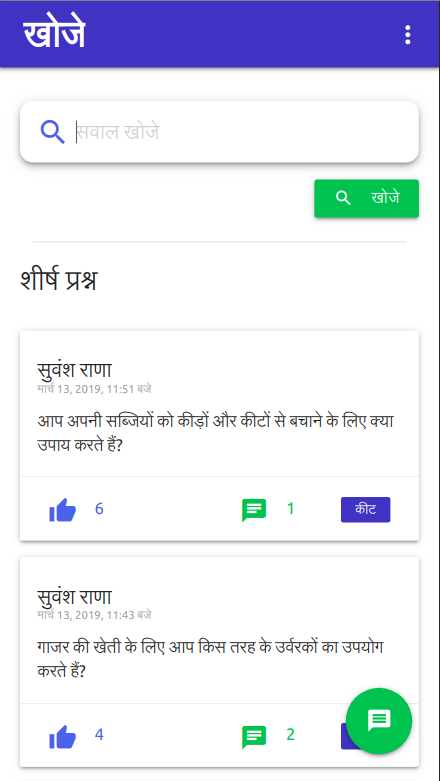 खोजे
सवाल खोजे
खोजे
शीर्ष प्रश्न
सुवंश राणा
मार्च 13, 2019, 11:51 बजे
आप अपनी सब्जियों को कीड़ों और कीटों से बचाने के लिए क्या
उपाय करते हैं?
6
1
कीट
सुवंश राणा
मार्च 13, 2019, 11:43 बजे
गाजर की खेती के लिए आप किस तरह के उर्वरकों का उपयोग
करते हैं?
4
2